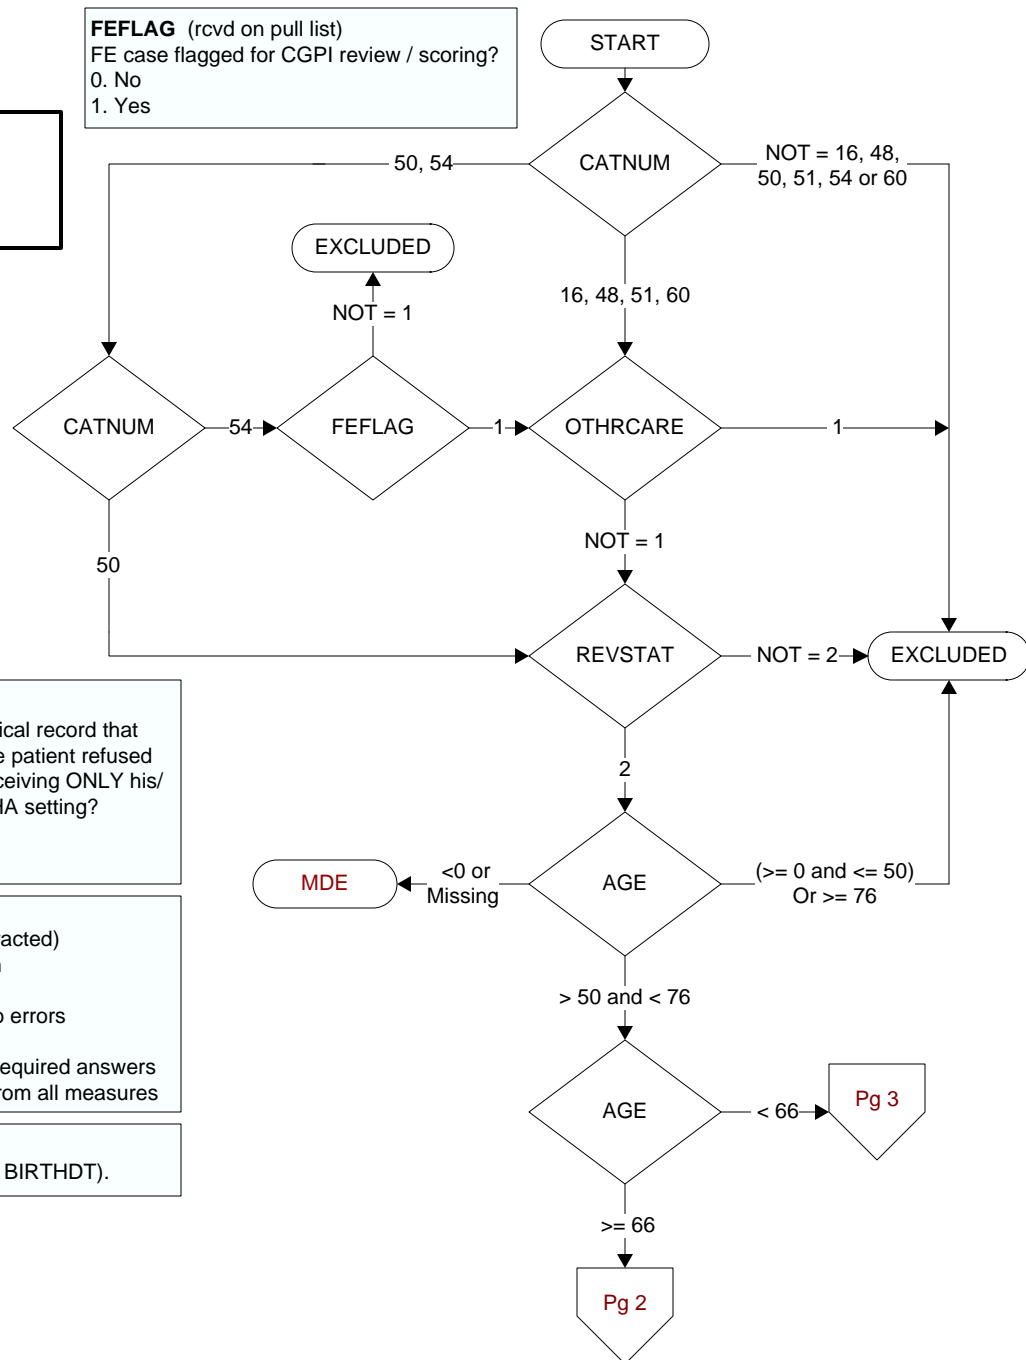 FEFLAG (rcvd on pull list)
FE case flagged for CGPI review / scoring?
0. No
1. Yes
START
CATNUM
50, 54
NOT = 16, 48,
50, 51, 54 or 60
EXCLUDED
NOT = 1
16, 48, 51, 60
CATNUM
54
FEFLAG
1
OTHRCARE
1
50
NOT = 1
REVSTAT
NOT = 2
EXCLUDED
2
ical record that
e patient refused
ceiving ONLY his/
HA setting?
MDE
<0 or
Missing
AGE
(>= 0 and <= 50)
Or >= 76
racted)
o errors
equired answers
rom all measures
> 50 and < 76
AGE
< 66
Pg 3
BIRTHDT).
>= 66
Pg 2